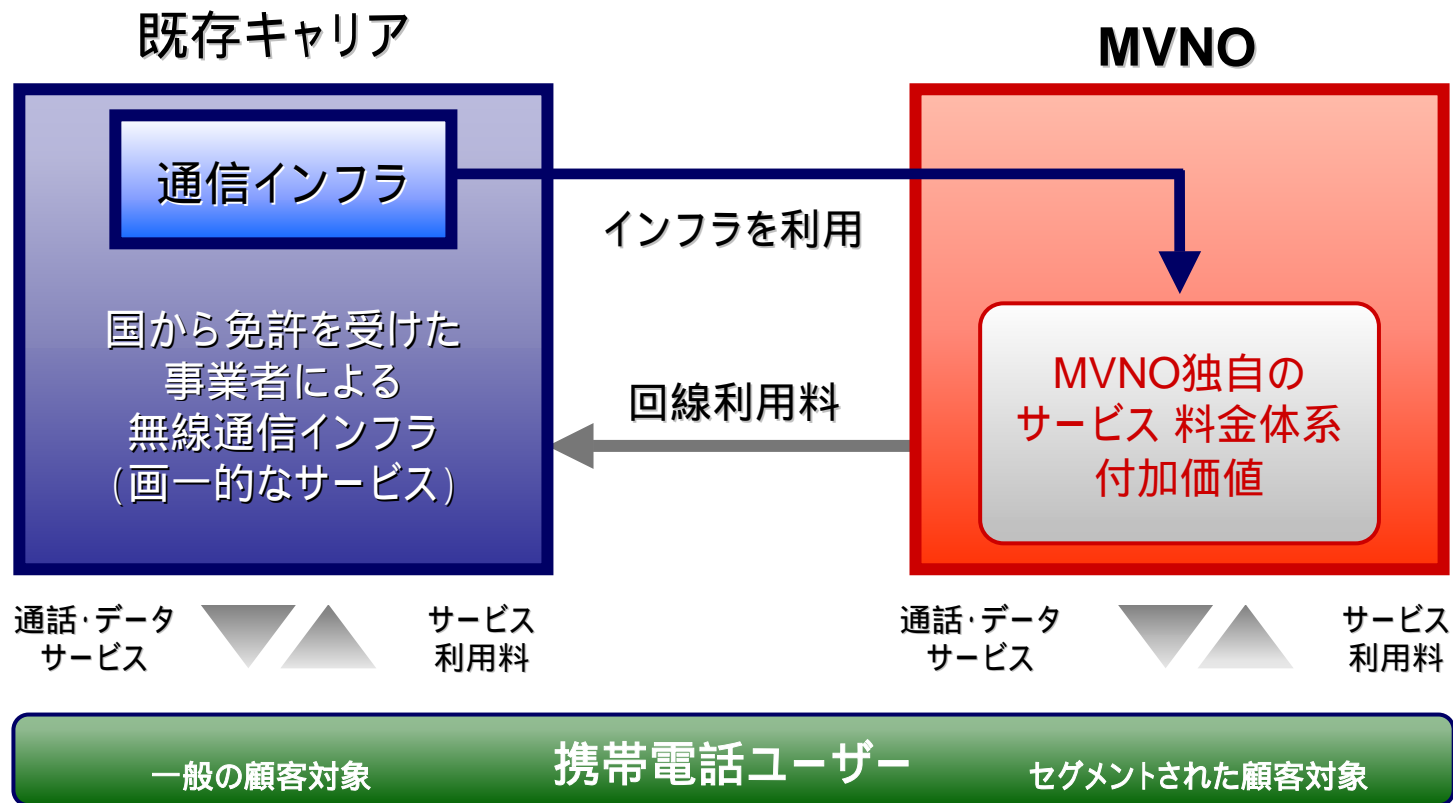 既存キャリア
MVNO
通信インフラ
インフラを利用
国から免許を受けた
事業者による
無線通信インフラ
(画一的なサービス)
回線利用料
MVNO独自の
サービス 料金体系
付加価値
通話・データ
サービス
サービス
利用料
通話・データ
サービス
サービス
利用料
携帯電話ユーザー
一般の顧客対象
セグメントされた顧客対象